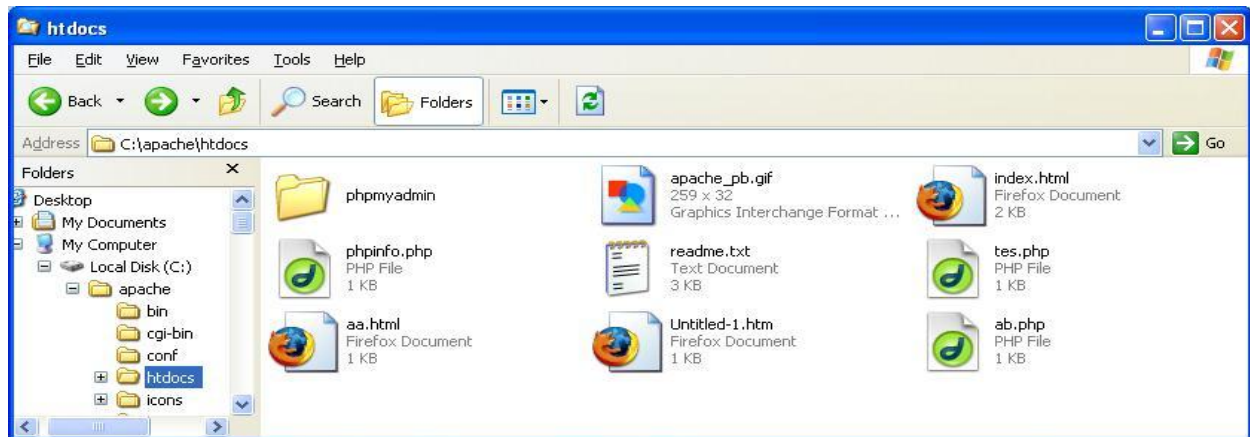 htdocs
File Edit View Favorites Tools Help
Back Search Folders
Address C:\apache\htdocs Go
Folders
Desktop
My Documents
My Computer
Local Disk (C:)
apache
bin
cgi-bin
conf
htdocs
icons
phpmyadmin
apache_pb.gif
259 x 32
Graphics Interchange Format ...
index.html
Firefox Document
2 KB
phpinfo.php
PHP File
1 KB
readme.txt
Text Document
3 KB
tes.php
PHP File
1 KB
aa.html
Firefox Document
1 KB
Untitled-1.htm
Firefox Document
1 KB
ab.php
PHP File
1 KB